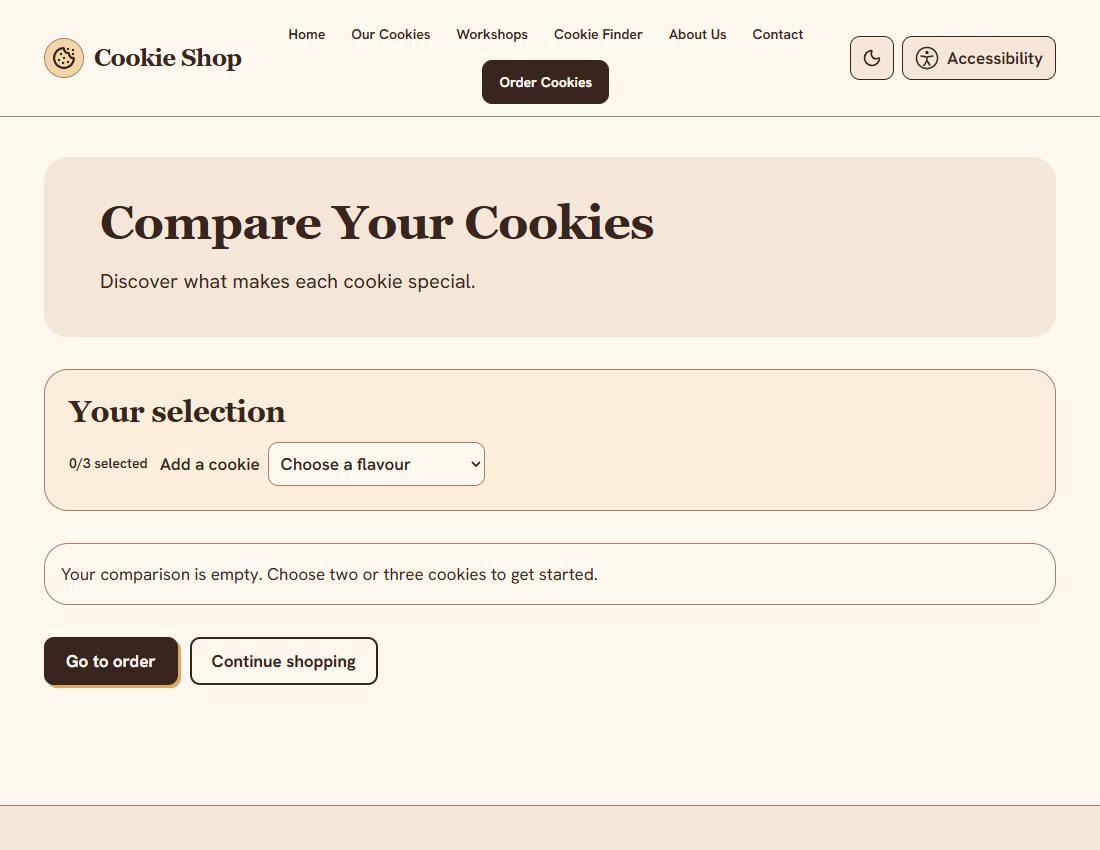 Cookie Shop
Home
Our Cookies
Workshops
Cookie Finder
About Us
Contact
Order Cookies
Accessibility
Compare Your Cookies
Discover what makes each cookie special.
Your selection
0/3 selected
Add a cookie
Choose a flavour
Your comparison is empty. Choose two or three cookies to get started.
Go to order
Continue shopping